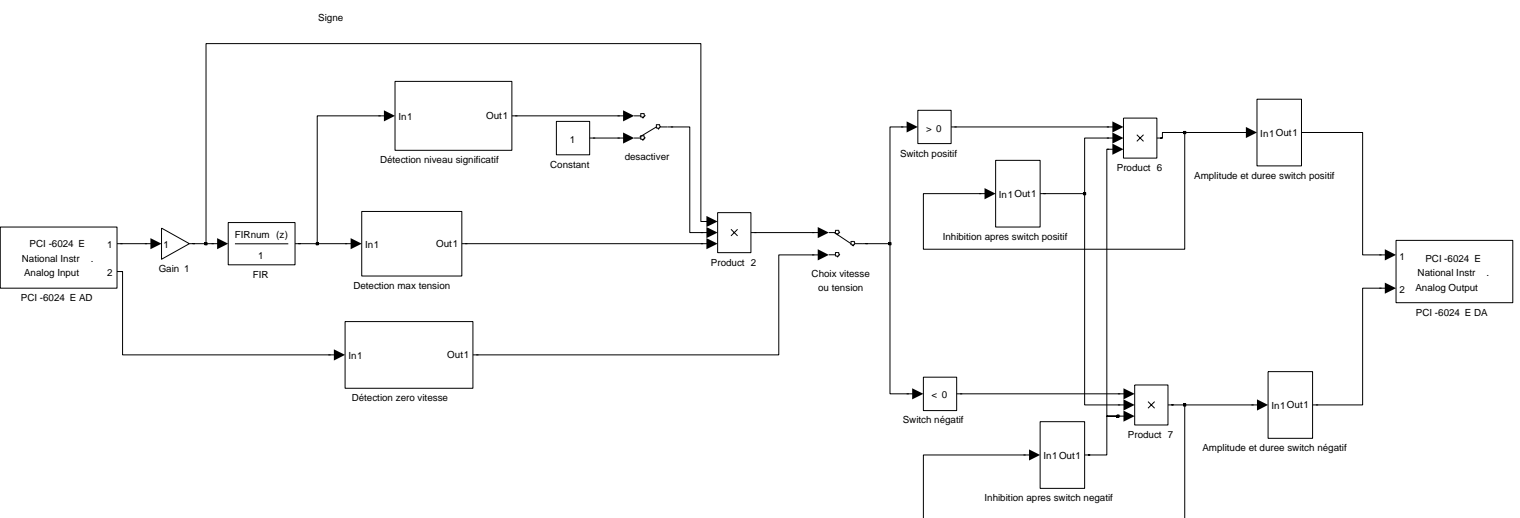 Signe
In1 Out1
Détection niveau significatif
1
Constant
desactiver
> 0
Switch positif
×
Product 6
In1 Out1
Amplitude et duree switch positif
In1 Out1
Inhibition apres switch positif
PCI -6024 E
National Instr .
Analog Input
1
2
PCI -6024 E AD
1
Gain 1
FIRnum (z)
1
FIR
In1 Out1
Detection max tension
×
Product 2
Choix vitesse
ou tension
1
2
PCI -6024 E
National Instr .
Analog Output
PCI -6024 E DA
In1 Out1
Détection zero vitesse
< 0
Switch négatif
×
Product 7
In1 Out1
Amplitude et duree switch négatif
In1 Out1
Inhibition apres switch negatif